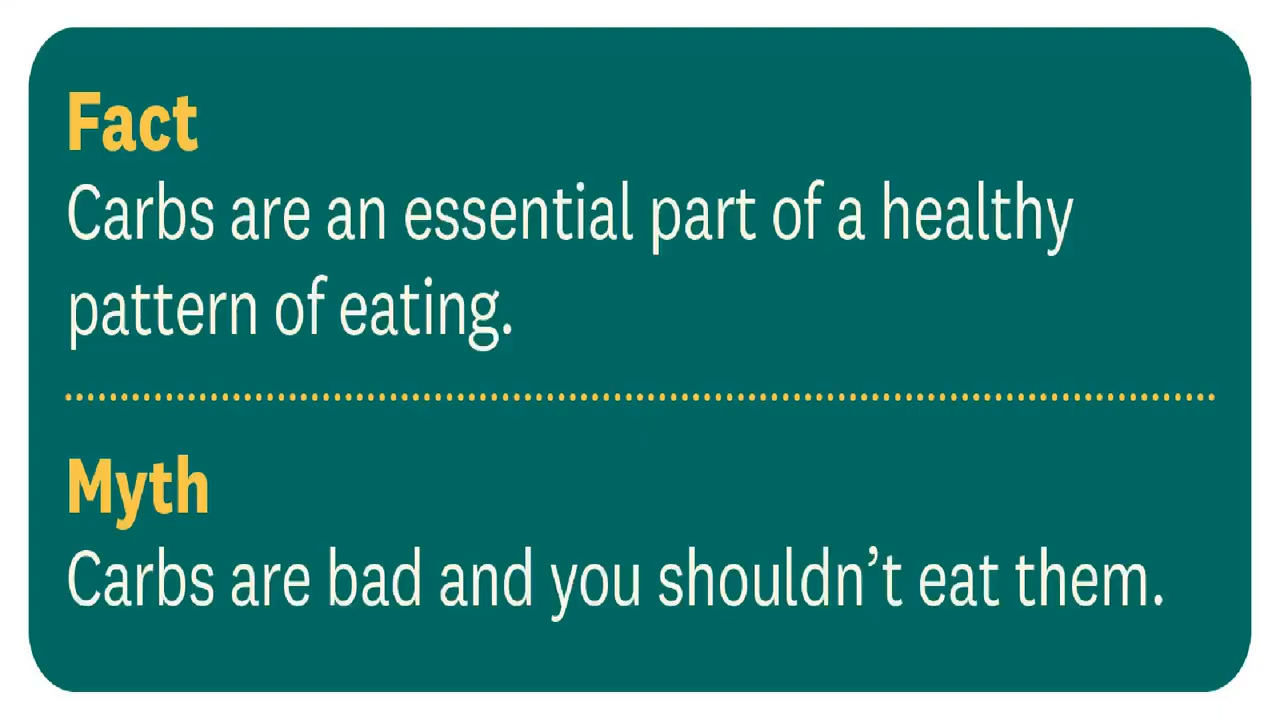 Fact
Carbs are an essential part of a healthy
pattern of eating.
Myth
Carbs are bad and you shouldn’t eat them.